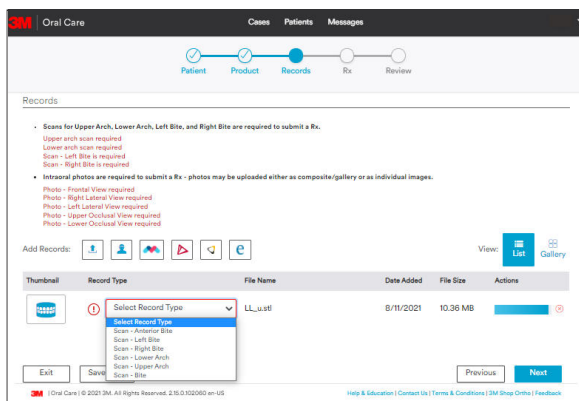 3M Oral Care
Cases Patients Messages
Patient Product Records Rx Review
Records
• Scans for Upper Arch, Lower Arch, Left Bite, and Right Bite are required to submit a Rx.
Upper arch scan required
Lower arch scan required
Scan - Left Bite is required
Scan - Right Bite is required
• Intraoral photos are required to submit a Rx - photos may be uploaded either as composite/gallery or as individual images.
Photo - Frontal View required
Photo - Right Lateral View required
Photo - Left Lateral View required
Photo - Upper Occlusal View required
Photo - Lower Occlusal View required
Add Records: e View: List Gallery
Thumbnail Record Type File Name Date Added File Size Actions
! Select Record Type LL_u.stl 8/11/2021 10.36 MB
Select Record Type
Scan - Anterior Bite
Scan - Left Bite
Scan - Right Bite
Scan - Lower Arch
Scan - Upper Arch
Scan - Bite
Exit Save Previous Next
3M | Oral Care | © 2021 3M. All Rights Reserved. 2.15.0.102060 en-US Help & Education | Contact Us | Terms & Conditions | 3M Shop Ortho | Feedback